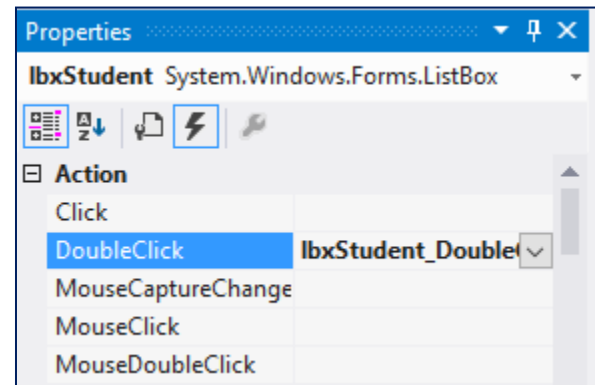 Properties
lbxStudent System.Windows.Forms.ListBox
Action
Click
DoubleClick lbxStudent_Double
MouseCaptureChange
MouseClick
MouseDoubleClick